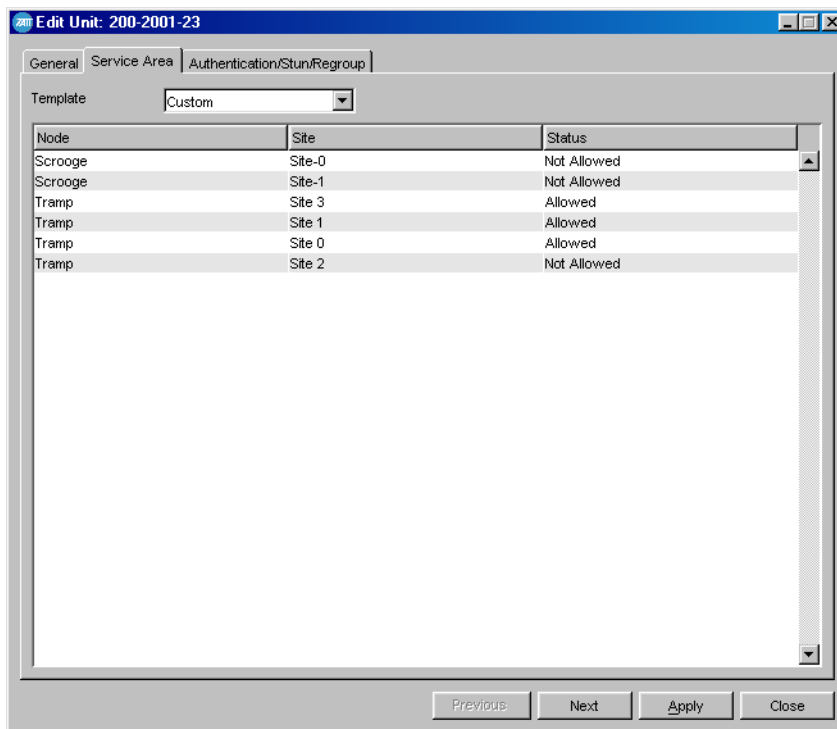 Edit Unit: 200-2001-23
General Service Area Authentication/Stun/Regroup
Template Custom
Node Site Status
Scrooge Site-0 Not Allowed
Scrooge Site-1 Not Allowed
Tramp Site 3 Allowed
Tramp Site 1 Allowed
Tramp Site 0 Allowed
Tramp Site 2 Not Allowed
Previous Next Apply Close